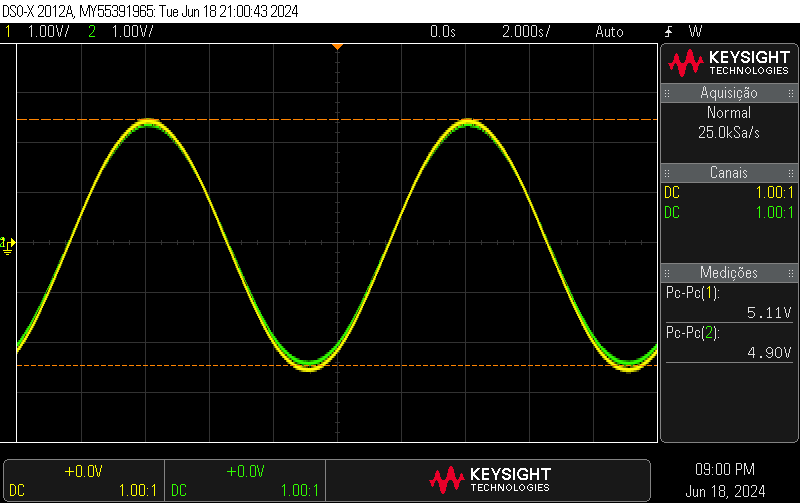 DSO-X 2012A, MY55391965: Tue Jun 18 21:00:43 2024
1 1.00V/ 2 1.00V/ 0.0s 2.000s/ Auto W
KEYSIGHT
TECHNOLOGIES
Aquisição
Normal
25.0kSa/s
Canais
DC 1.00:1
DC 1.00:1
Medições
Pc-Pc(1):
5.11V
Pc-Pc(2):
4.90V
+0.0V
DC 1.00:1
+0.0V
DC 1.00:1
KEYSIGHT
TECHNOLOGIES
09:00 PM
Jun 18, 2024